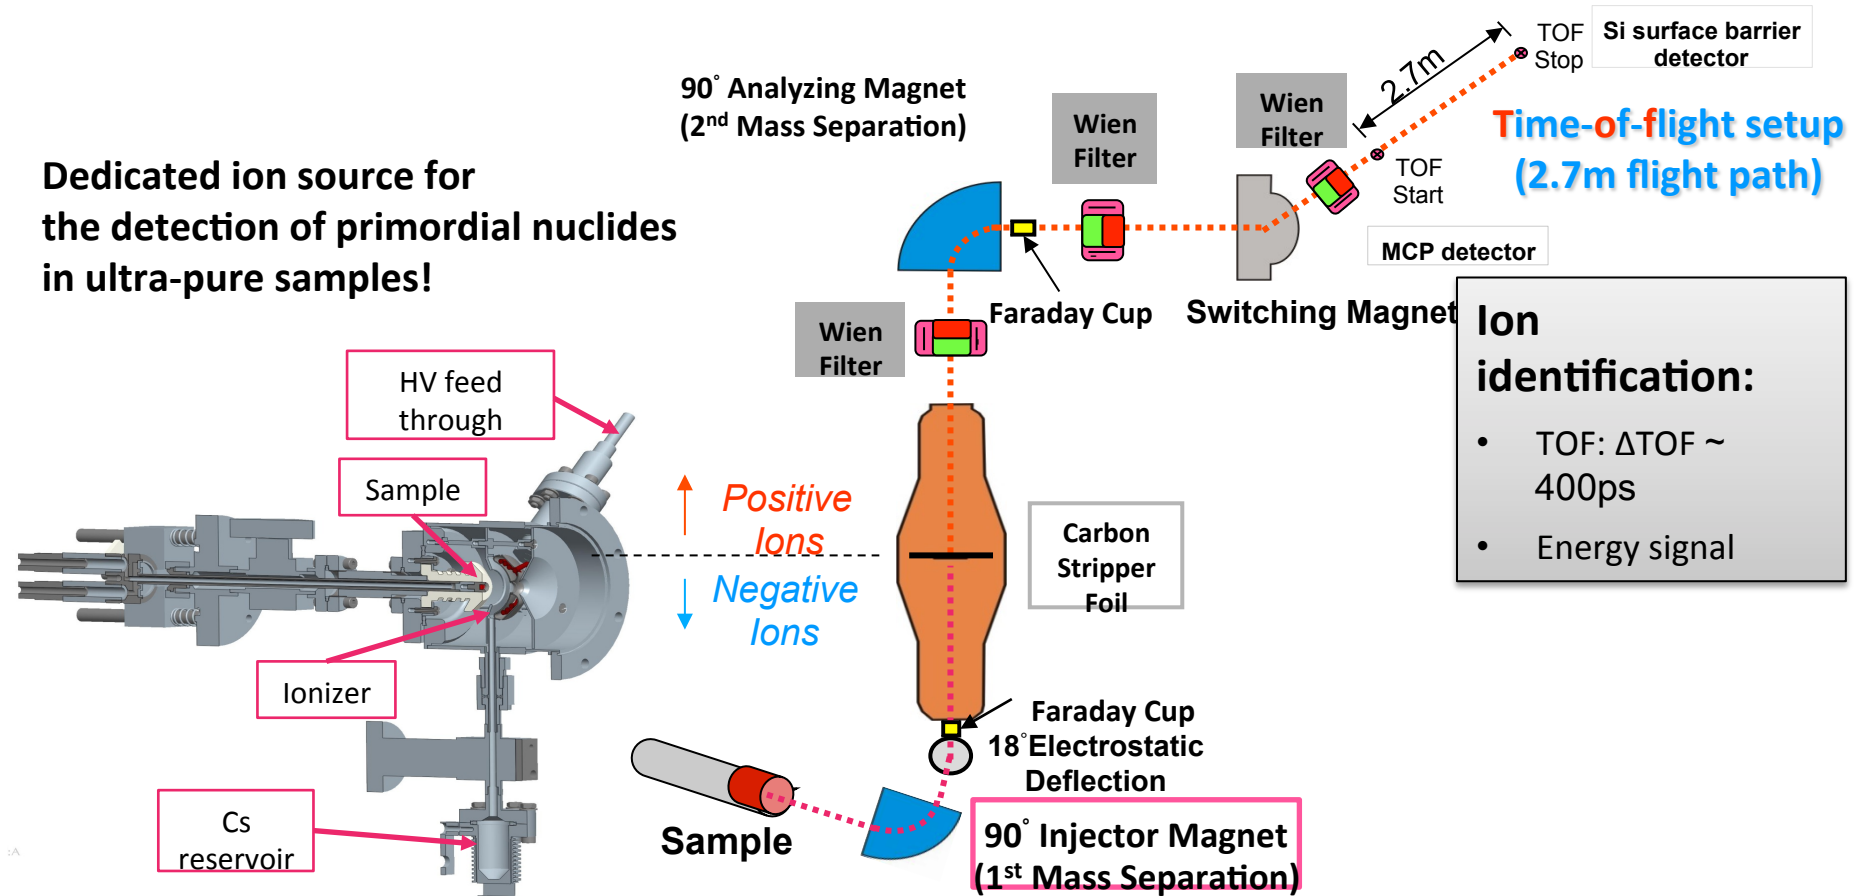 Dedicated ion source for
the detection of primordial nuclides
in ultra-pure samples!
90° Analyzing Magnet
(2nd Mass Separation)
Wien
Filter
Wien
Filter
2.7m
TOF
Stop
Si surface barrier
detector
Time-of-flight setup
(2.7m flight path)
TOF
Start
MCP detector
Faraday Cup
Switching Magnet
Wien
Filter
Ion
identification:
• TOF: ΔTOF ~
400ps
• Energy signal
HV feed
through
Sample
Positive
Ions
Negative
Ions
Carbon
Stripper
Foil
Ionizer
Faraday Cup
18°Electrostatic
Deflection
Sample
90° Injector Magnet
(1st Mass Separation)
Cs
reservoir